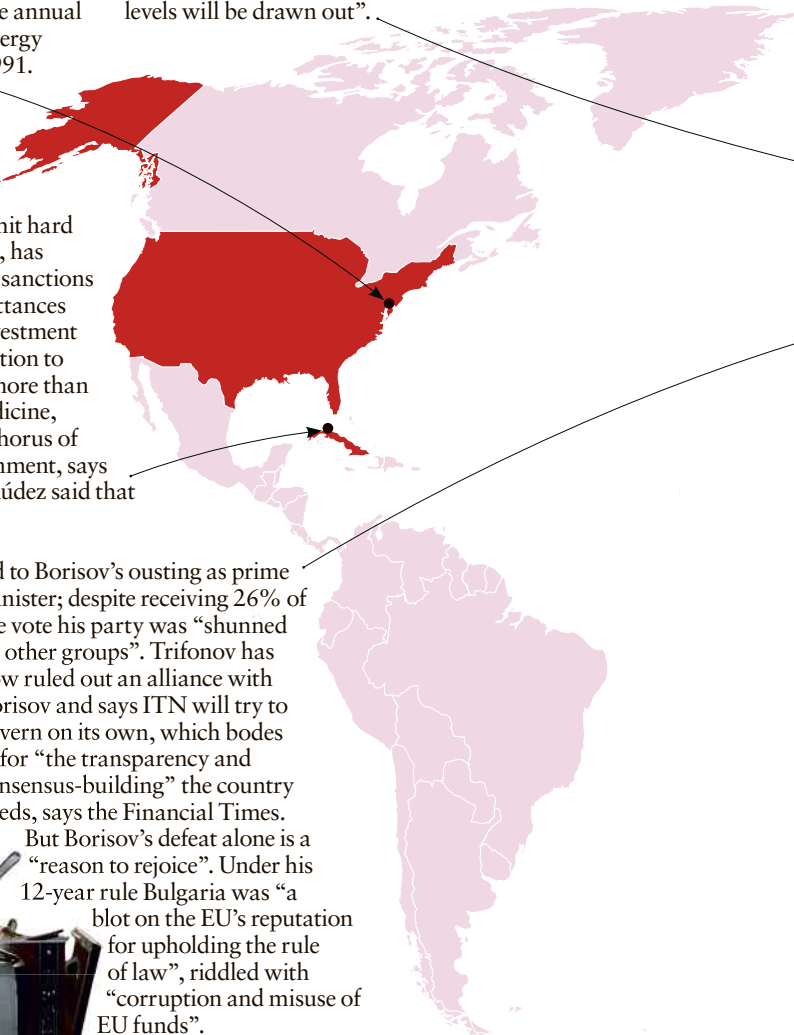 e annual
ergy
991.
levels will be drawn out”.
hit hard
, has
sanctions
ttances
estment
tion to
more than
dicine,
horus of
nment, says
údez said that
d to Borisov’s ousting as prime
nister; despite receiving 26% of
e vote his party was “shunned
other groups”. Trifonov has
ow ruled out an alliance with
orisov and says ITN will try to
vern on its own, which bodes
for “the transparency and
nsensus-building” the country
eds, says the Financial Times.
But Borisov’s defeat alone is a
“reason to rejoice”. Under his
12-year rule Bulgaria was “a
blot on the EU’s reputation
for upholding the rule
of law”, riddled with
“corruption and misuse of
EU funds”.